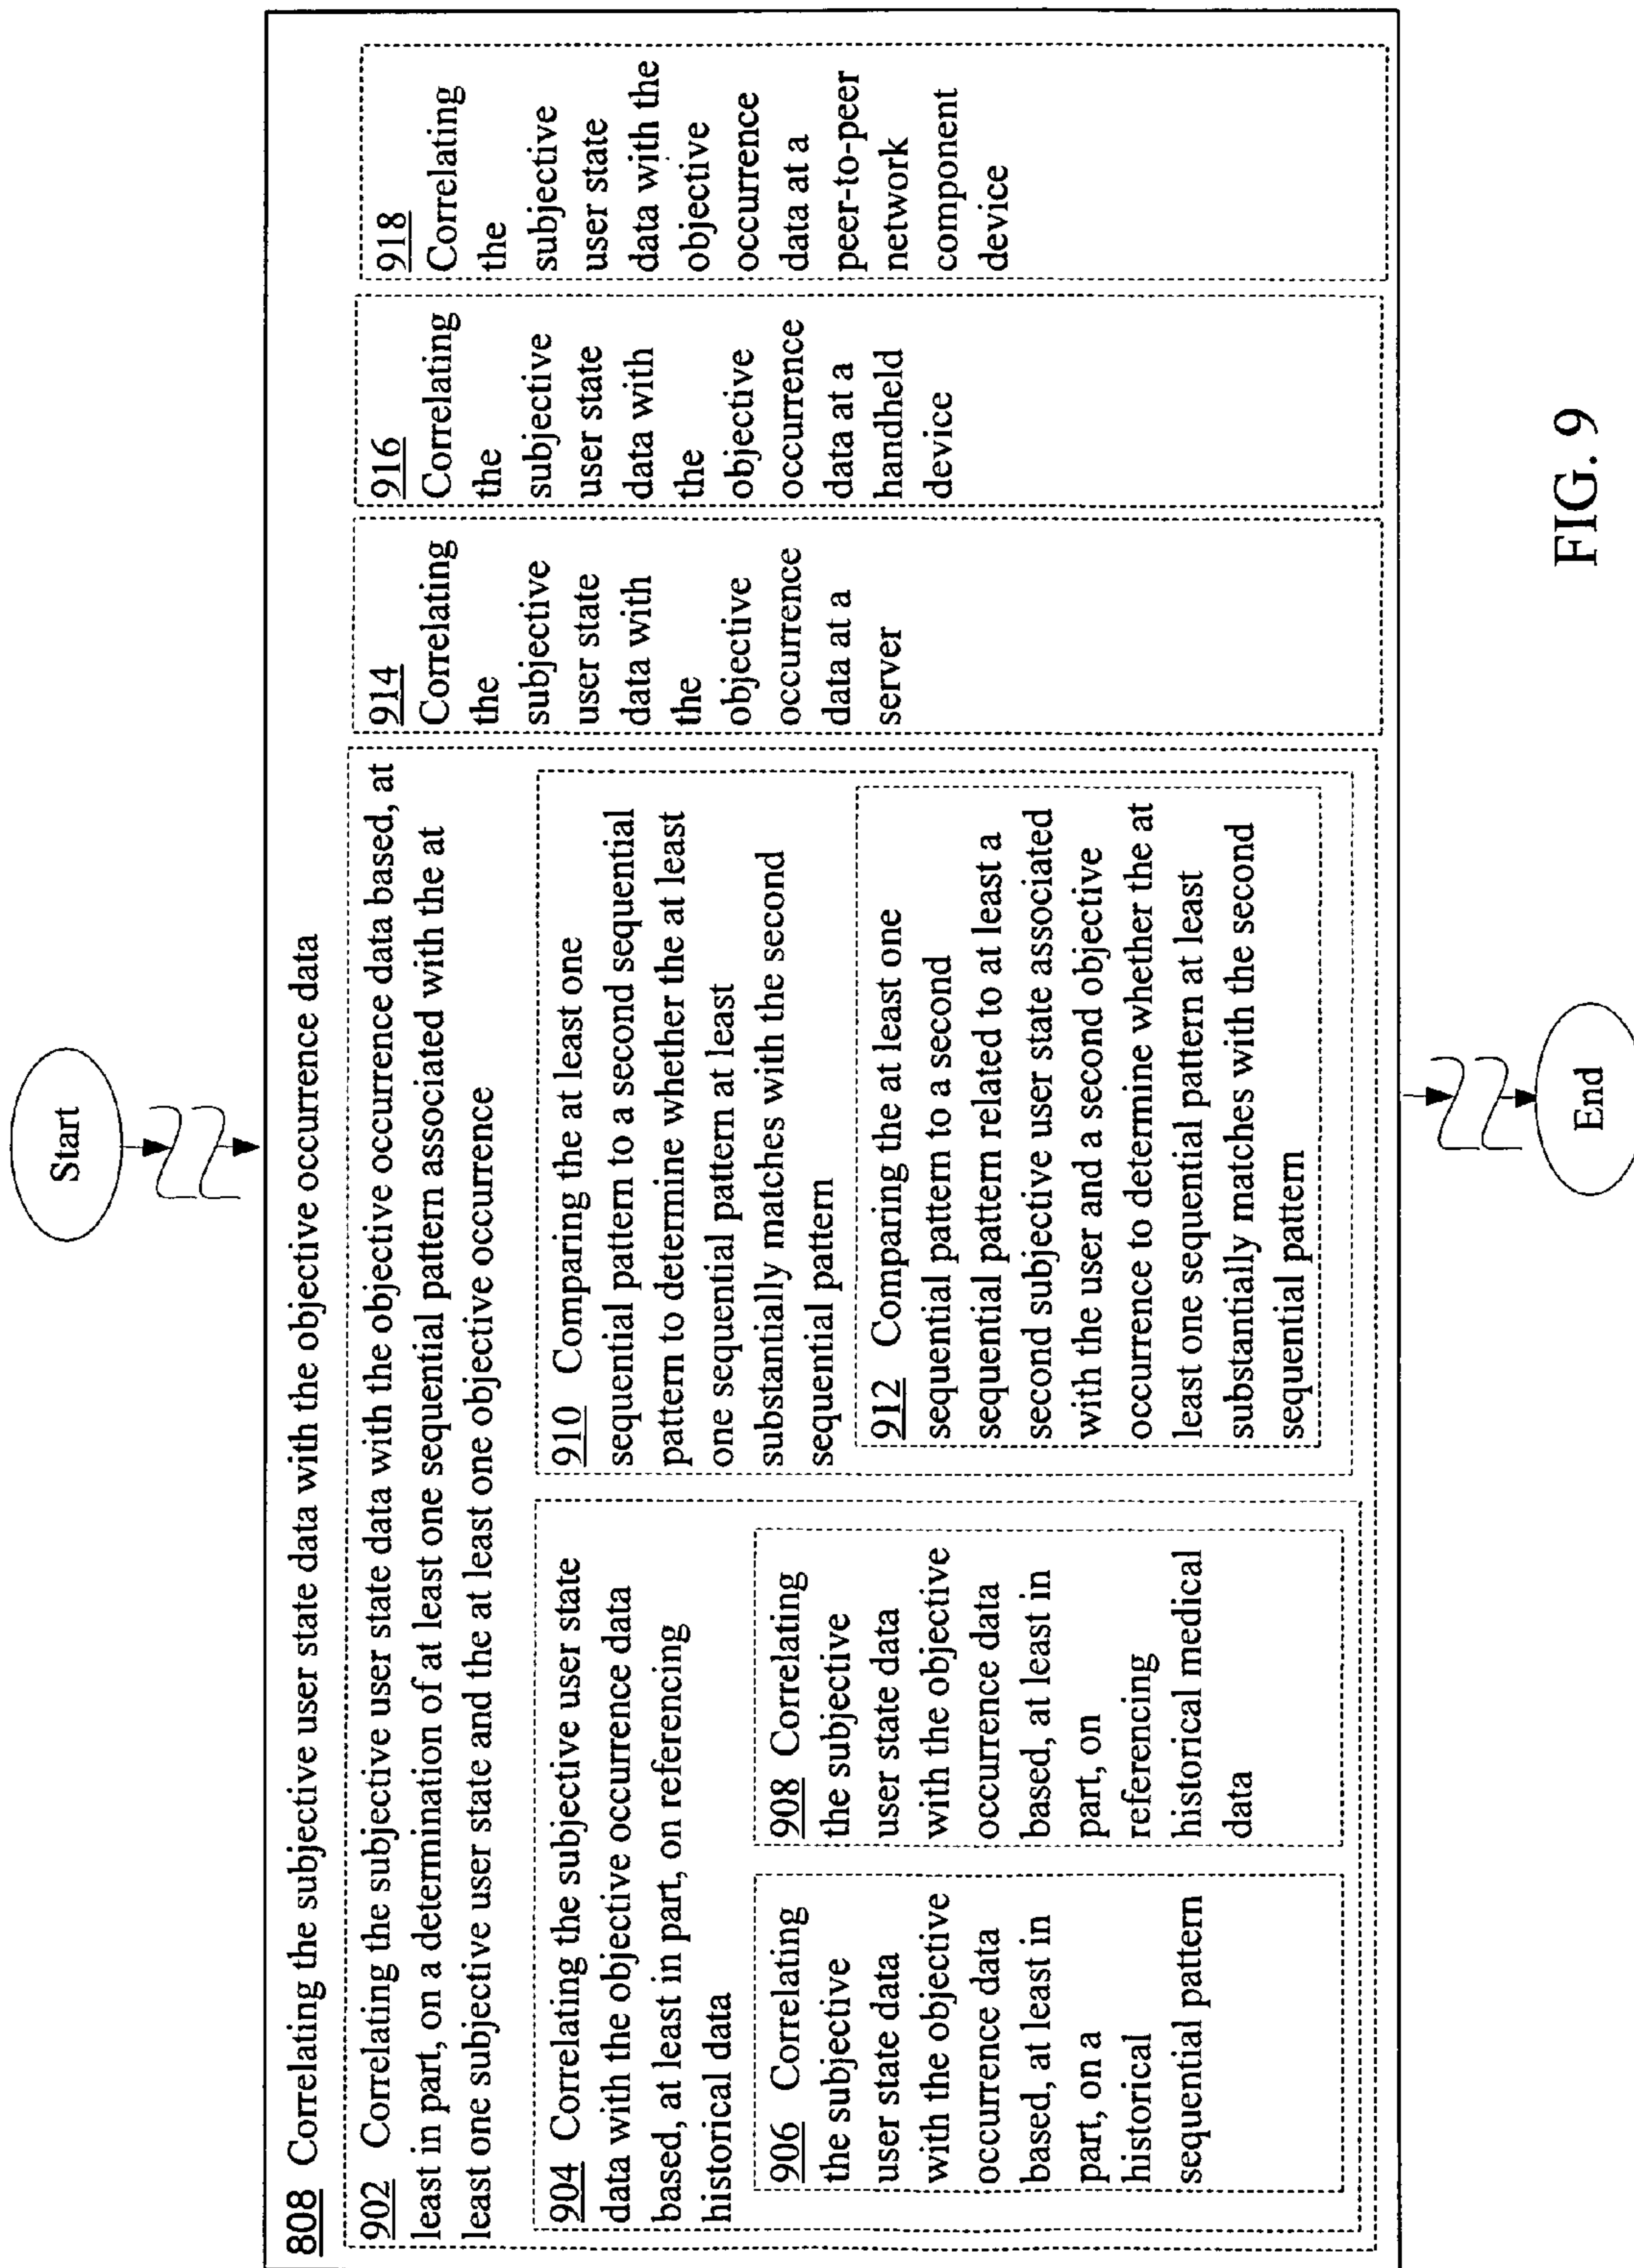 Start
808 Correlating the subjective user state data with the objective occurrence data
902 Correlating the subjective user state data with the objective occurrence data based, at
least in part, on a determination of at least one sequential pattern associated with the at
least one subjective user state and the at least one objective occurrence
904 Correlating the subjective user state
data with the objective occurrence data
based, at least in part, on referencing
historical data
906 Correlating
the subjective
user state data
with the objective
occurrence data
based, at least in
part, on a
historical
sequential pattern
908 Correlating
the subjective
user state data
with the objective
occurrence data
based, at least in
part, on
referencing
historical medical
data
910 Comparing the at least one
sequential pattern to a second sequential
pattern to determine whether the at least
one sequential pattern at least
substantially matches with the second
sequential pattern
912 Comparing the at least one
sequential pattern to a second
sequential pattern related to at least a
second subjective user state associated
with the user and a second objective
occurrence to determine whether the at
least one sequential pattern at least
substantially matches with the second
sequential pattern
914
Correlating
the
subjective
user state
data with
the
objective
occurrence
data at a
server
916
Correlating
the
subjective
user state
data with
the
objective
occurrence
data at a
handheld
device
918
Correlating
the
subjective
user state
data with the
objective
occurrence
data at a
peer-to-peer
network
component
device
End
FIG. 9